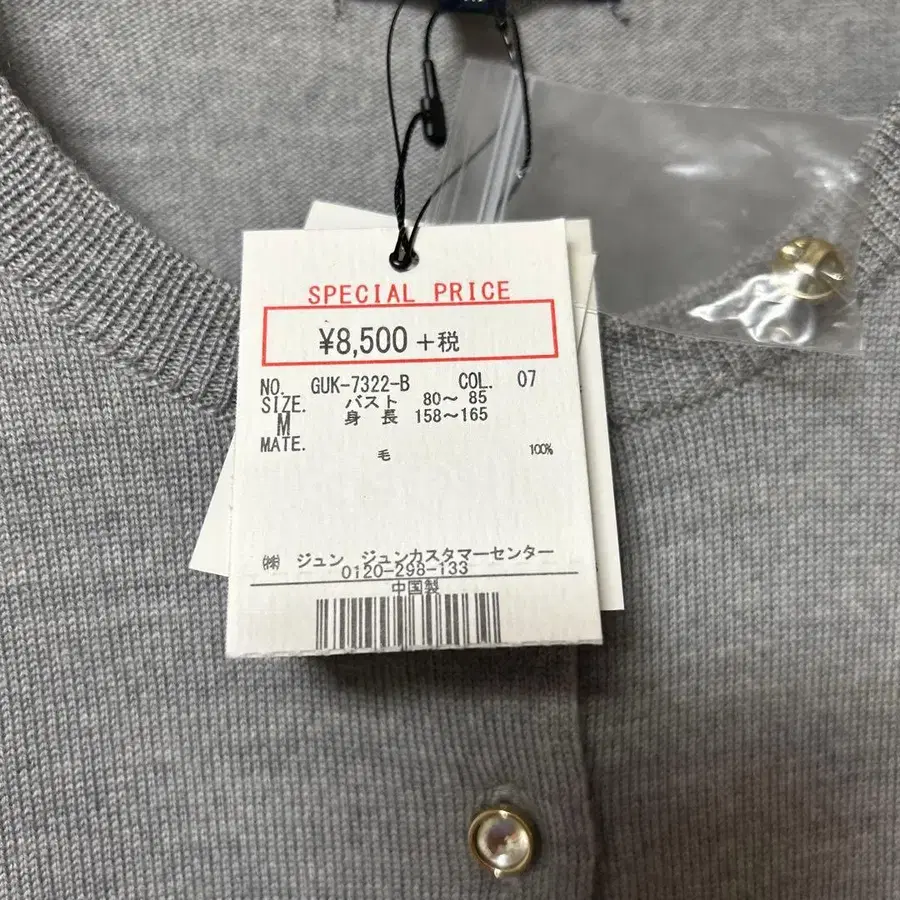 SPECIAL PRICE
¥8,500 +税
NO. GUK-7322-B COL. 07
SIZE. バスト 80〜 85
M 身 長 158〜165
MATE.
毛 100%
㈱ ジュン ジュンカスタマーセンター
0120-298-133
中国製